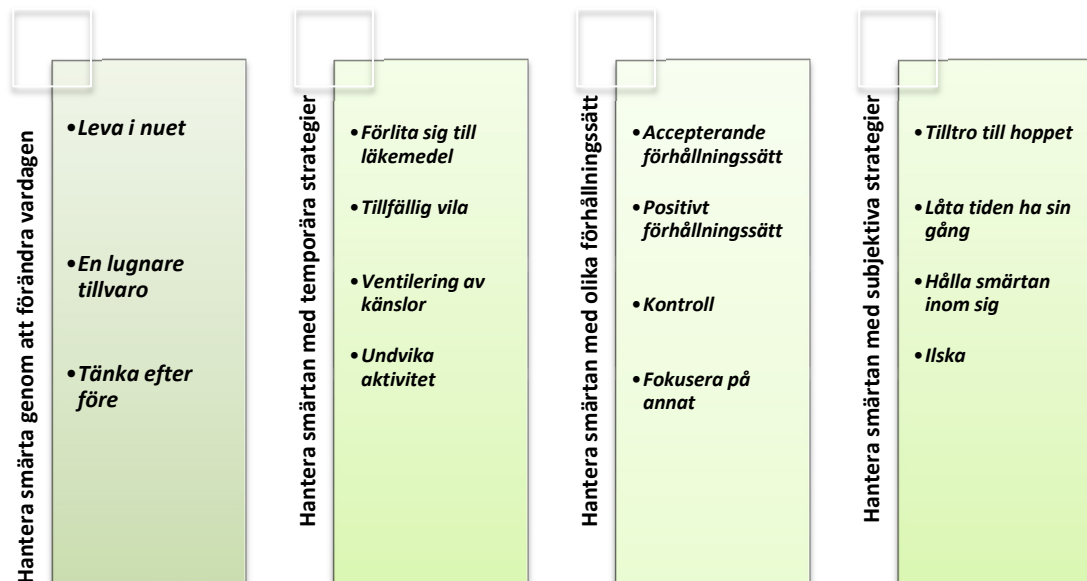 Hantera smärta genom att förändra vardagen
•Leva i nuet
•En lugnare
tillvaro
•Tänka efter
före
Hantera smärtan med temporära strategier
•Förlita sig till
läkemedel
•Tillfällig vila
•Ventilering av
känslor
•Undvika
aktivitet
Hantera smärtan med olika förhållningssätt
•Accepterande
förhållningssätt
•Positivt
förhållningssätt
•Kontroll
•Fokusera på
annat
Hantera smärtan med subjektiva strategier
•Tilltro till hoppet
•Låta tiden ha sin
gång
•Hålla smärtan
inom sig
•Ilska